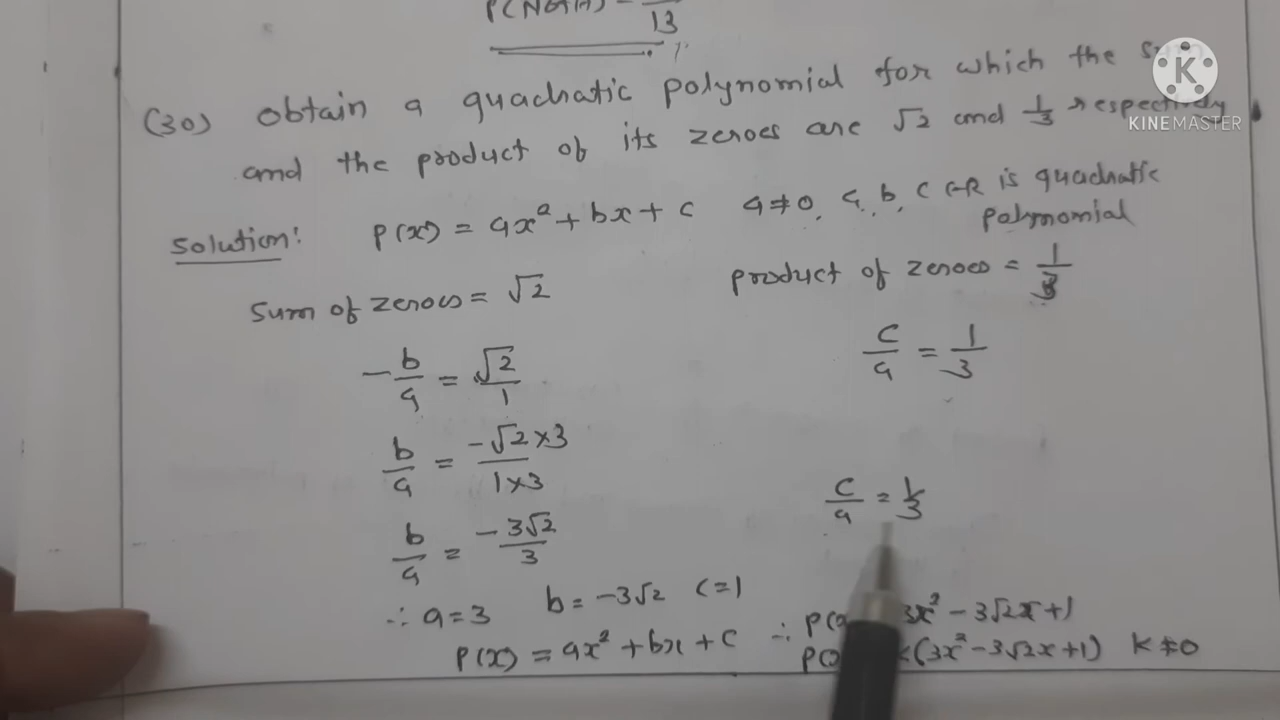 13
(30) obtain a quadratic polynomial for which the
and the product of its zeroes are √2 and 1/3 respectively
KINEMASTER
Solution: P(x) = ax² + bx + c a≠0, a, b, c ∈R is quadratic
polynomial
Sum of zeroes = √2 product of zeroes = 1/3
-b/a = √2/1 c/a = 1/3
b/a = -√2×3/1×3
b/a = -3√2/3 c/a = 1/3
∴ a=3 b=-3√2 c=1
P(x) = ax² + bx + c ∴ 3x² - 3√2x + 1
(3x² - 3√2x + 1) K≠0